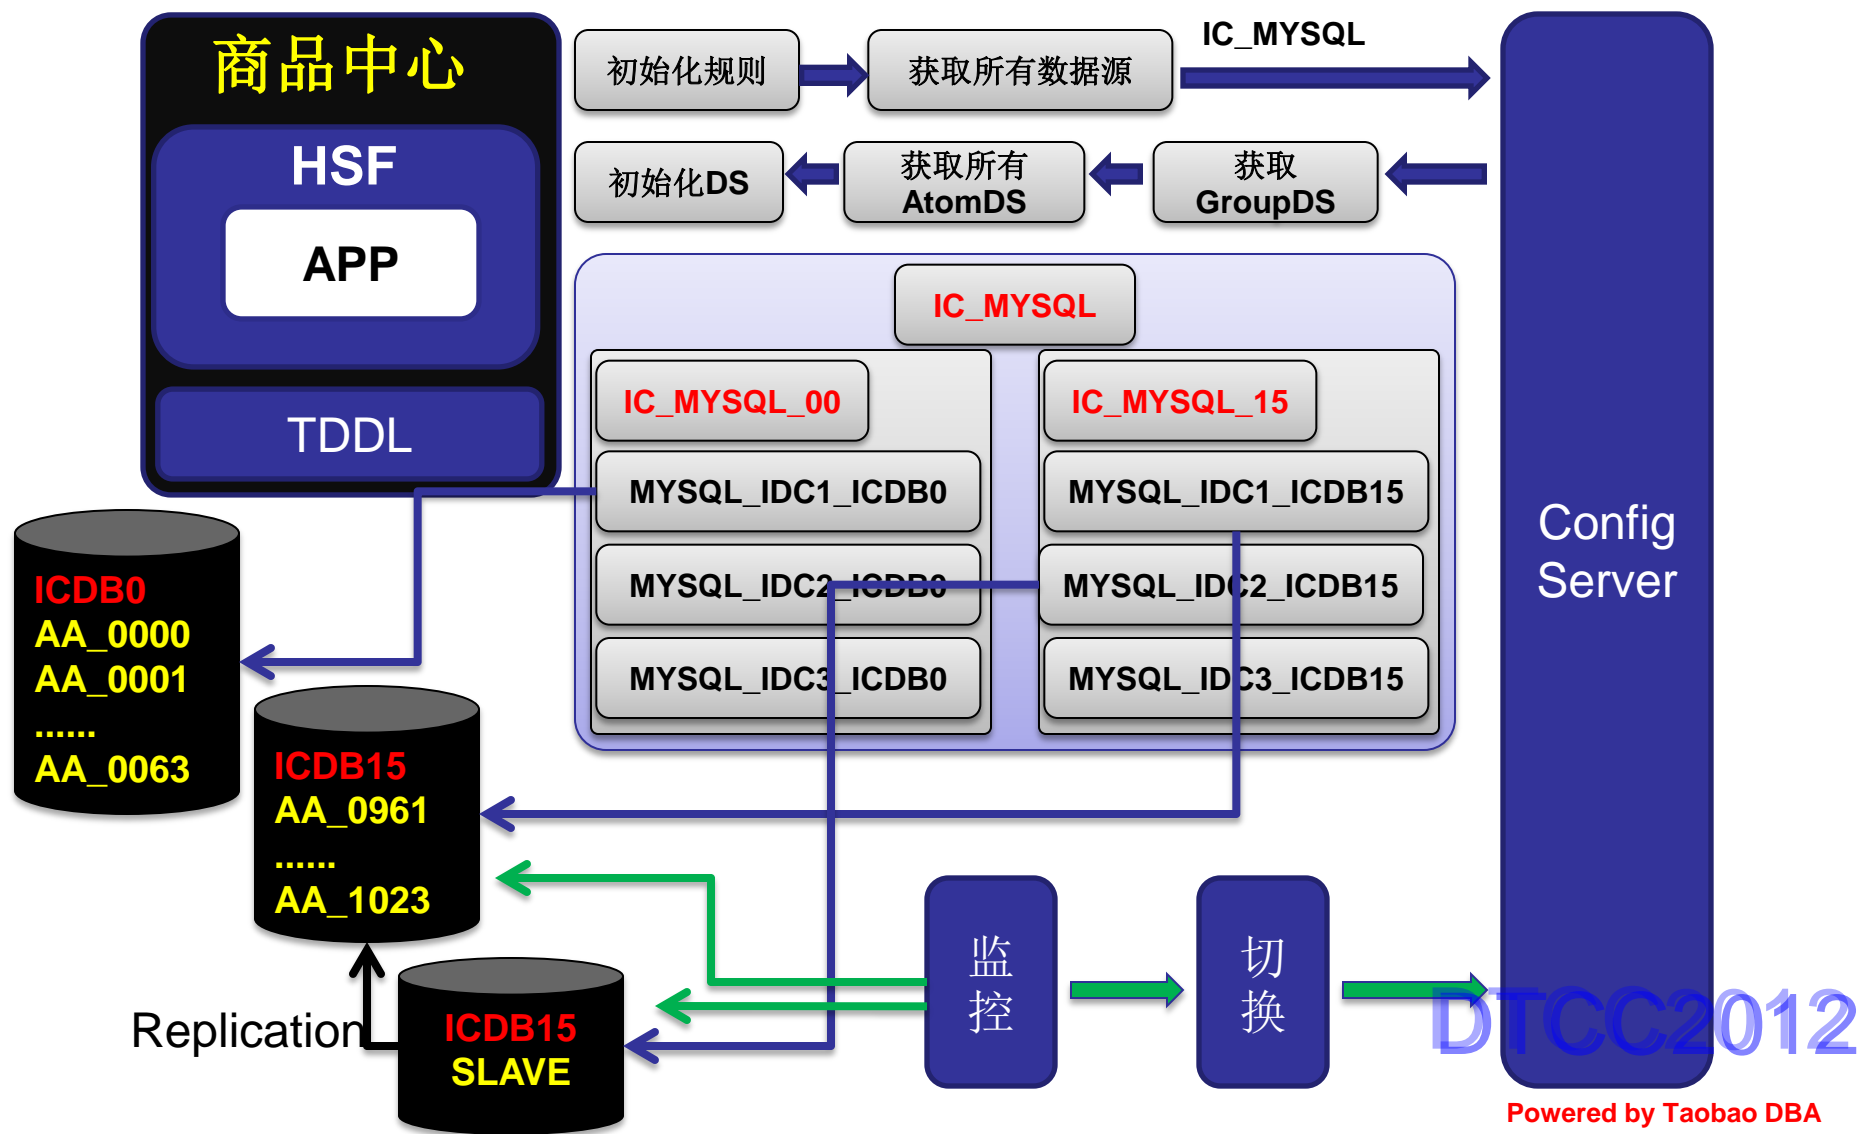 商品中心
HSF
APP
TDDL
初始化规则
获取所有数据源
IC_MYSQL
初始化DS
获取所有
AtomDS
获取
GroupDS
IC_MYSQL
IC_MYSQL_00
MYSQL_IDC1_ICDB0
MYSQL_IDC2_ICDB0
MYSQL_IDC3_ICDB0
IC_MYSQL_15
MYSQL_IDC1_ICDB15
MYSQL_IDC2_ICDB15
MYSQL_IDC3_ICDB15
Config
Server
ICDB0
AA_0000
AA_0001
......
AA_0063
ICDB15
AA_0961
......
AA_1023
Replication
ICDB15
SLAVE
监
控
切
换
DTCC2012
Powered by Taobao DBA